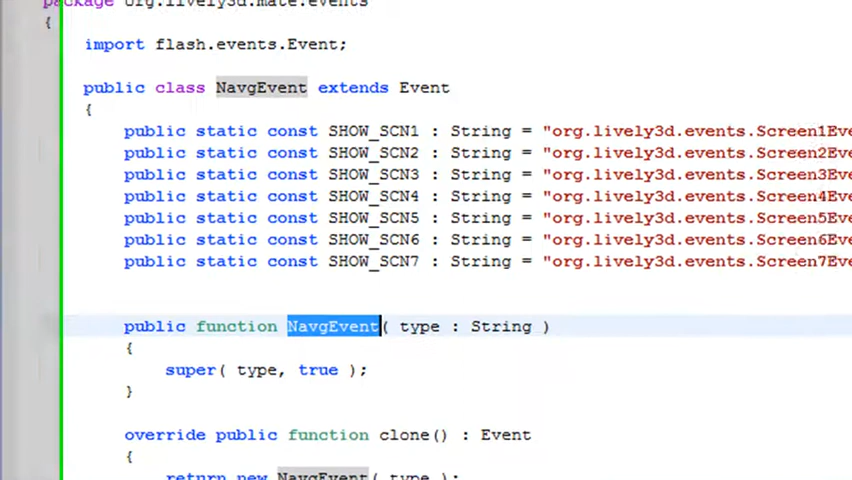 package org.lively3d.mate.events
{
import flash.events.Event;
public class NavgEvent extends Event
{
public static const SHOW_SCN1 : String = "org.lively3d.events.Screen1Eve
public static const SHOW_SCN2 : String = "org.lively3d.events.Screen2Eve
public static const SHOW_SCN3 : String = "org.lively3d.events.Screen3Eve
public static const SHOW_SCN4 : String = "org.lively3d.events.Screen4Eve
public static const SHOW_SCN5 : String = "org.lively3d.events.Screen5Eve
public static const SHOW_SCN6 : String = "org.lively3d.events.Screen6Eve
public static const SHOW_SCN7 : String = "org.lively3d.events.Screen7Eve
public function NavgEvent( type : String )
{
super( type, true );
}
override public function clone() : Event
{
return new NavgEvent( type );